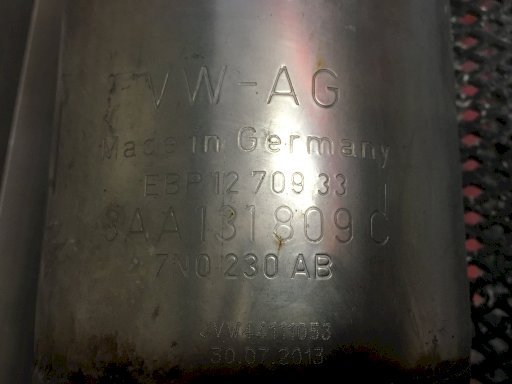 VW-AG
Made in Germany
EBP 12 709 33
8AA131809C
7N0 230 AB
30.07.2013